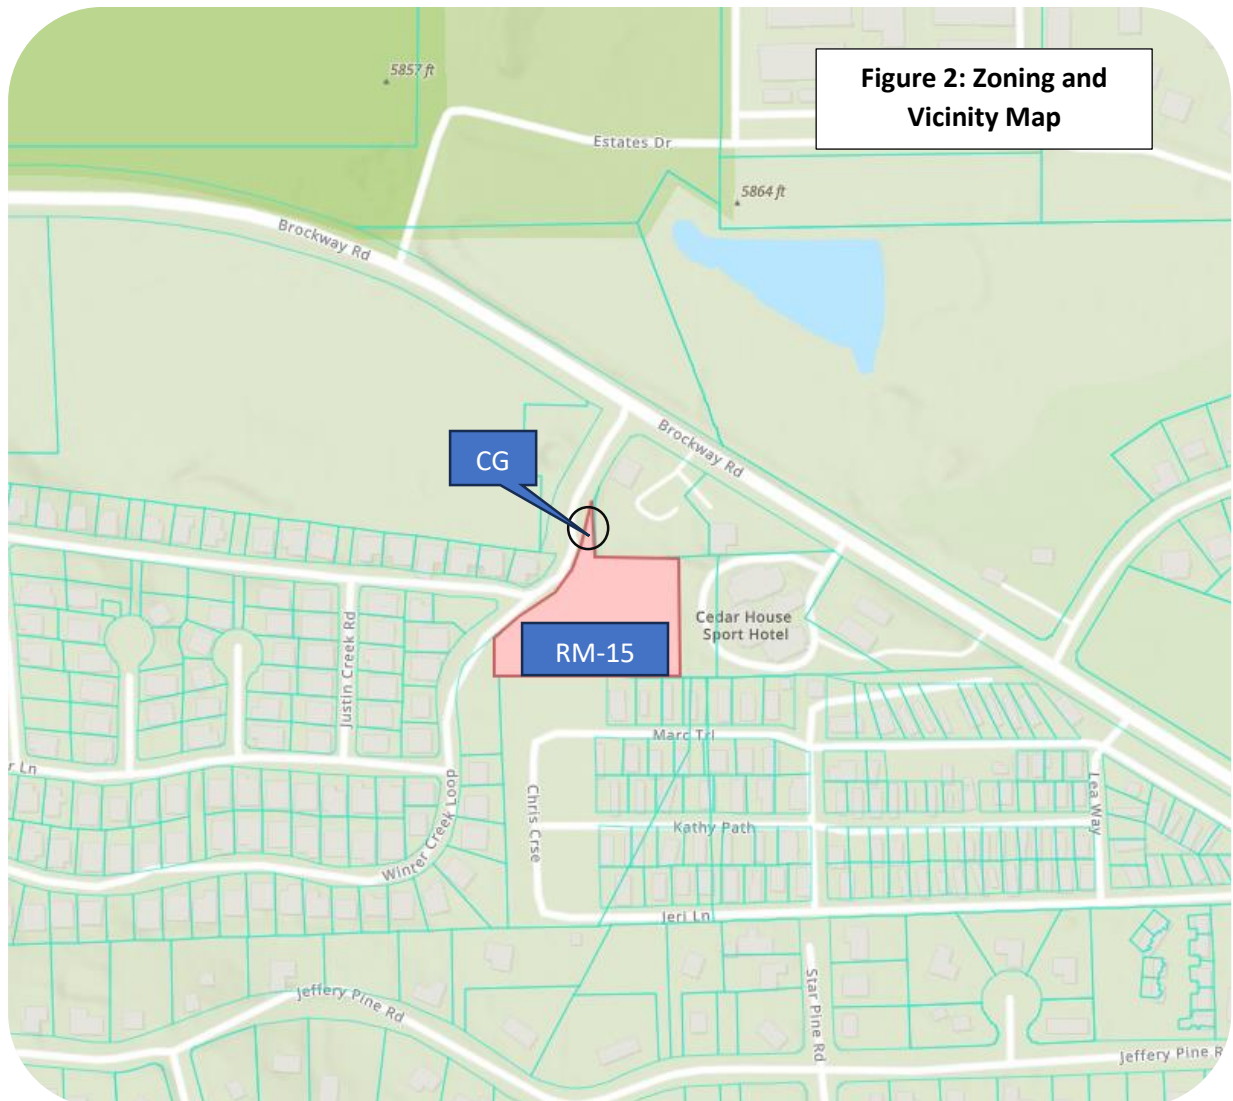 5857 ft
Figure 2: Zoning and
Vicinity Map
Estates Dr
5864 ft
Brockway Rd
Brockway Rd
CG
Cedar House
Sport Hotel
RM-15
Justin Creek Rd
Marc Trl
r Ln
Winter Creek Loop
Chris Crse
Kathy Path
Lea Way
Jeri Ln
Jeffery Pine Rd
Star Pine Rd
Jeffery Pine R